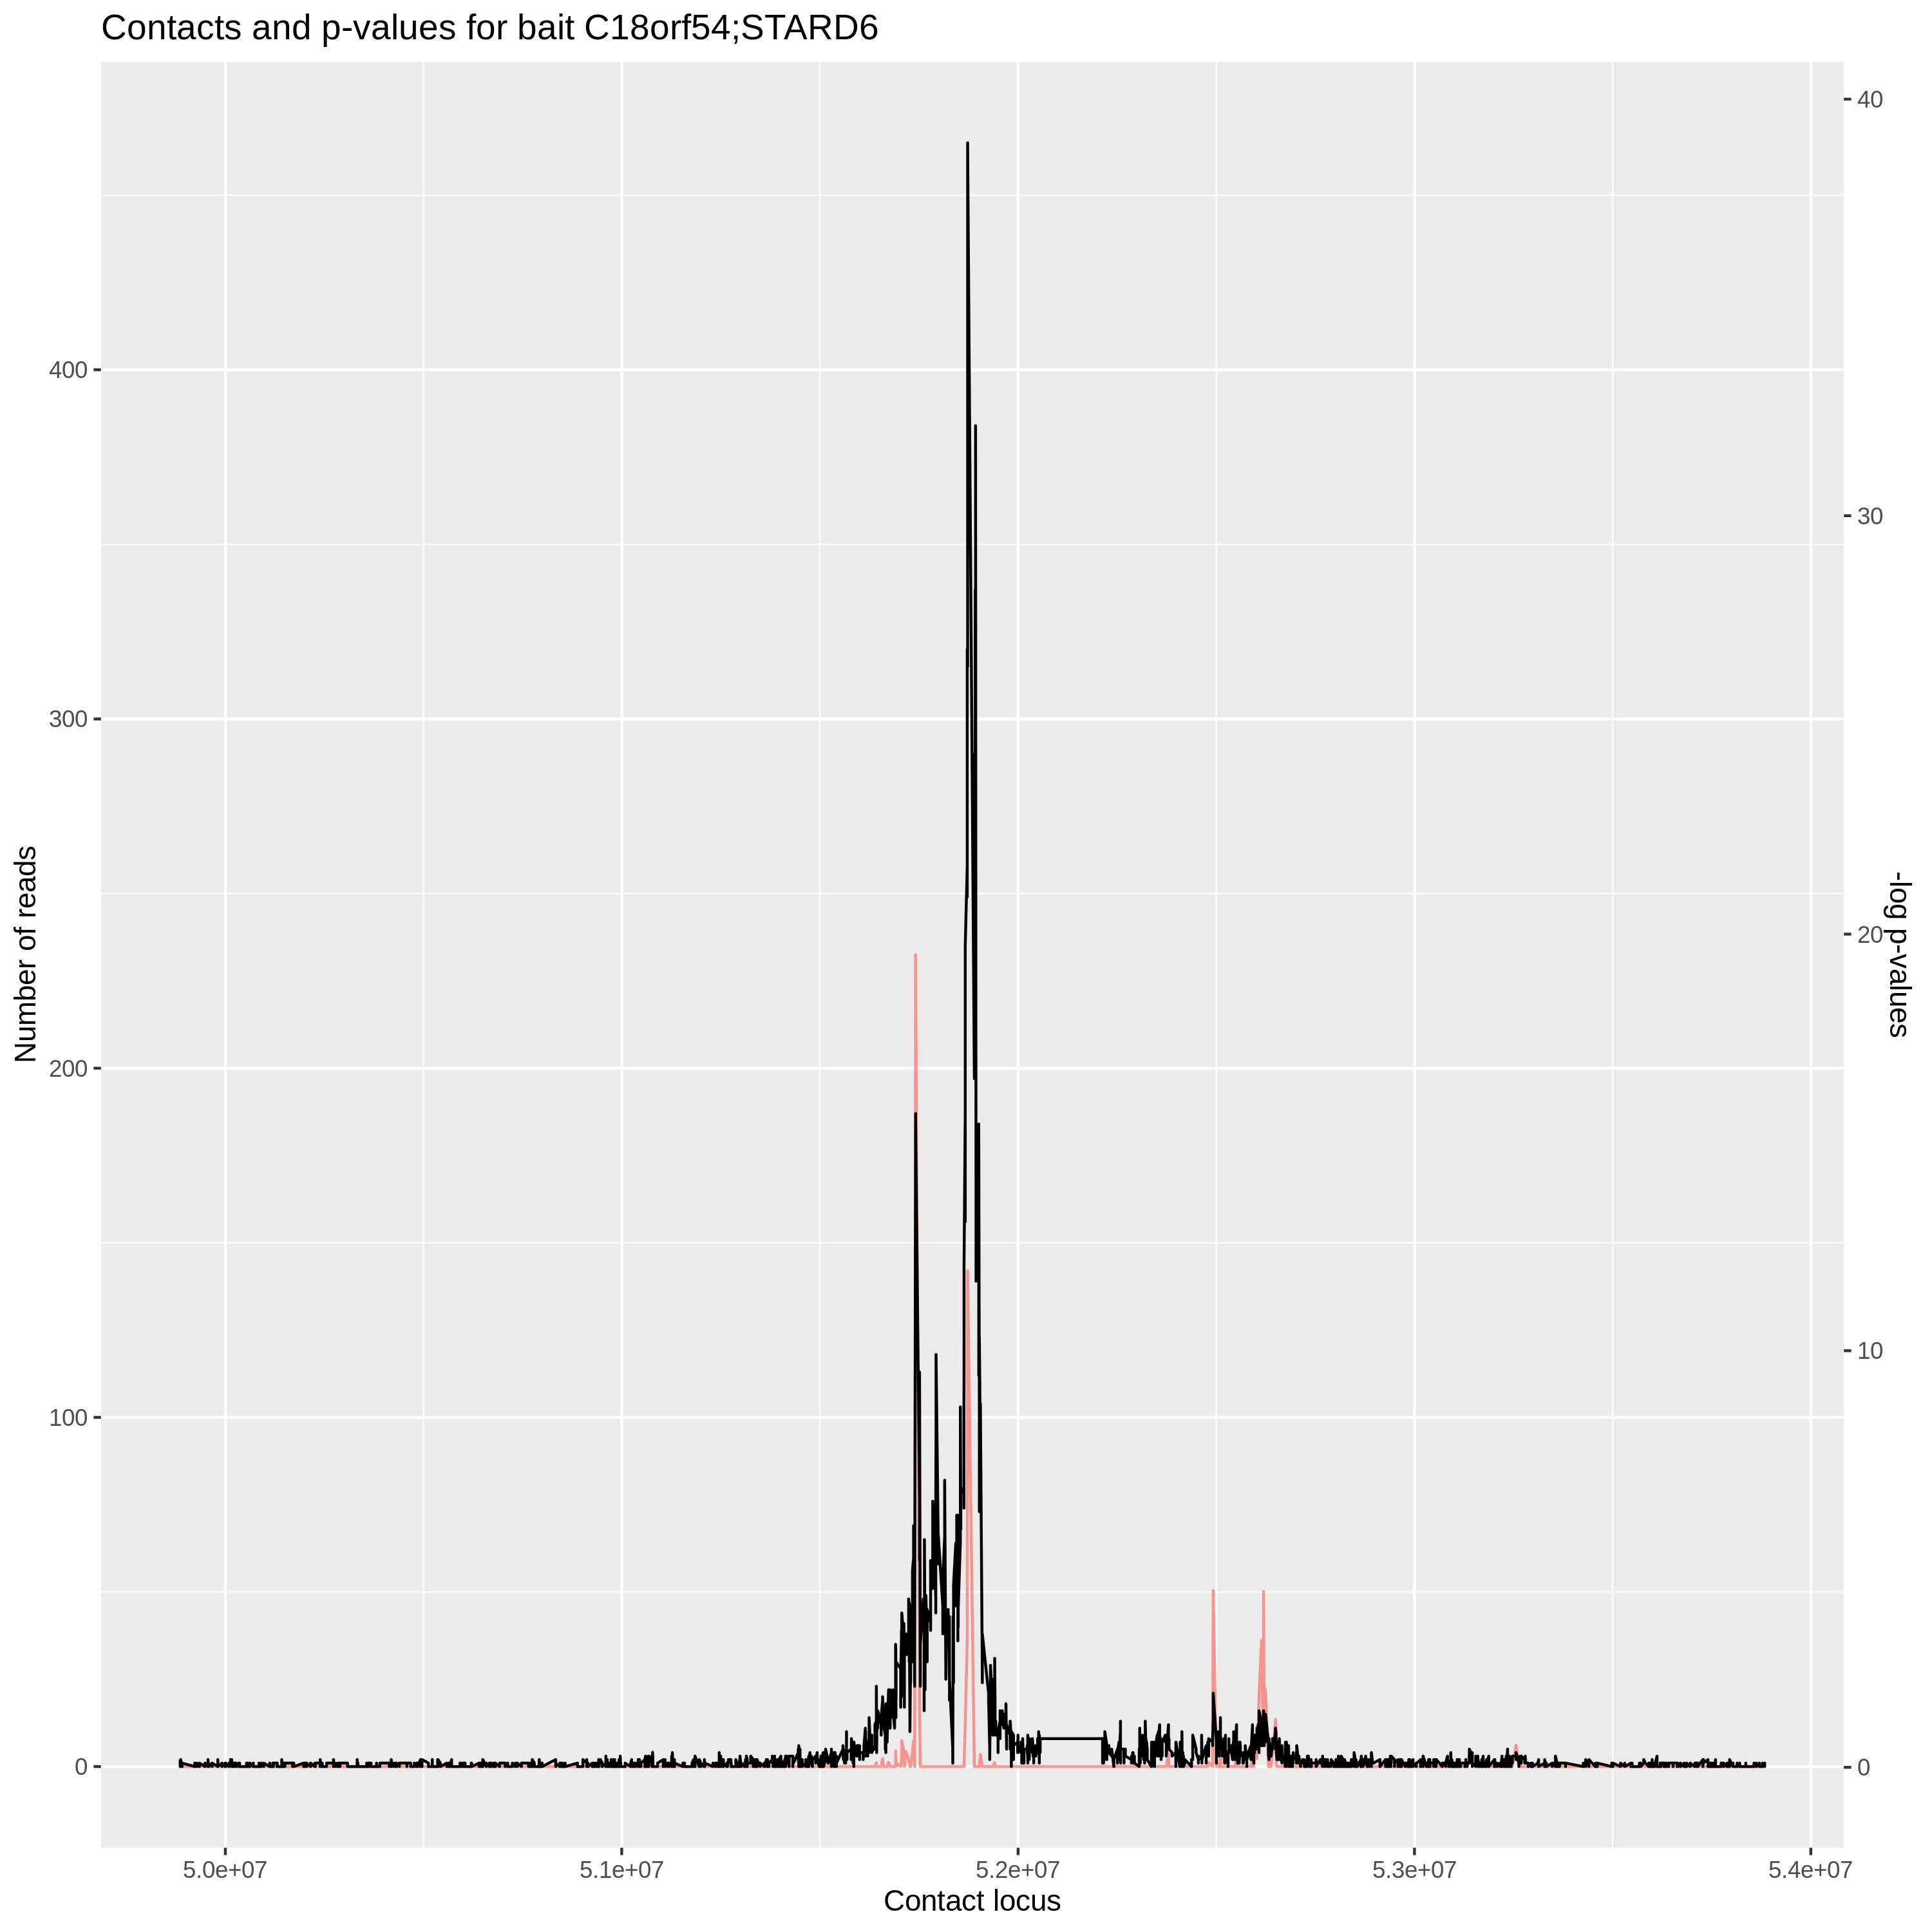 Contacts and p-values for bait C18orf54;STARD6
40
400
30
300
Number of reads
-log p-values
20
200
10
100
0
0
5.0e+07 5.1e+07 5.2e+07 5.3e+07 5.4e+07
Contact locus